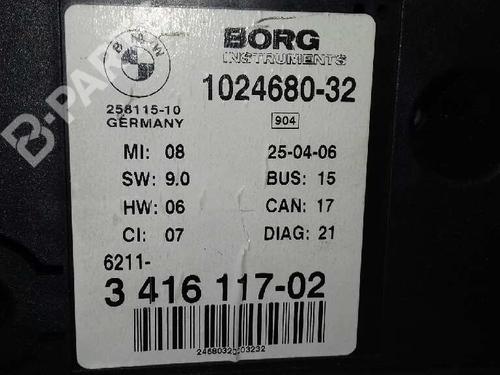 BMW
BORG
INSTRUMENTS
1024680-32
258115-10
GERMANY
904
MI: 08
25-04-06
SW: 9.0
BUS: 15
HW: 06
CAN: 17
CI: 07
DIAG: 21
6211-
3 416 117-02
B-PARTS